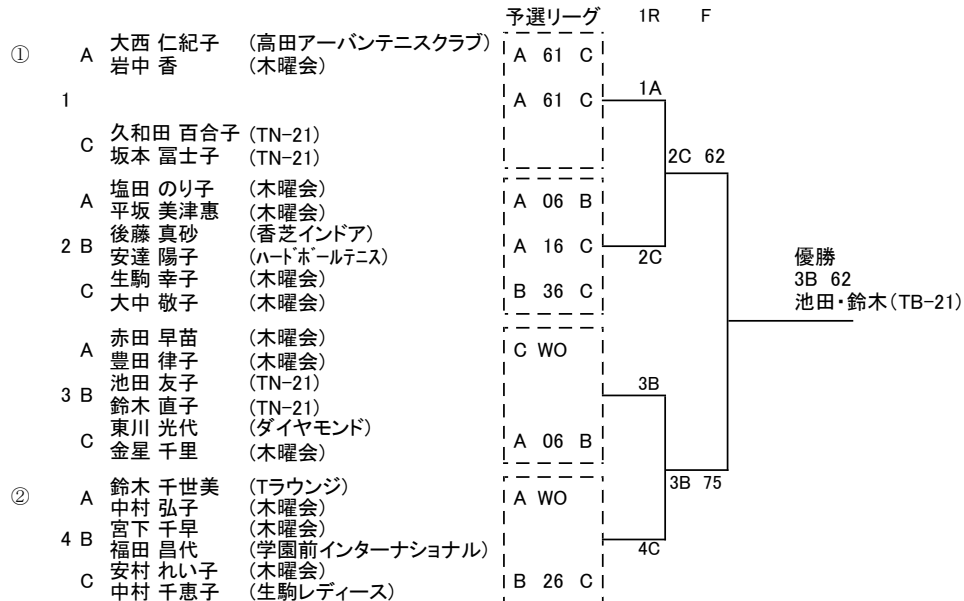 予選リーグ 1R F
① A 大西 仁紀子 (高田アーバンテニスクラブ) A 61 C
岩中 香 (木曜会)
1 A 61 C 1A
C 久和田 百合子 (TN-21)
坂本 冨士子 (TN-21)
2C 62
A 塩田 のり子 (木曜会) A 06 B
平坂 美津惠 (木曜会)
2 B 後藤 真砂 (香芝インドア) A 16 C
安達 陽子 (ハードボールテニス) 2C
C 生駒 幸子 (木曜会) B 36 C
大中 敬子 (木曜会)
優勝
3B 62
池田・鈴木(TB-21)
A 赤田 早苗 (木曜会) C WO
豊田 律子 (木曜会)
3 B 池田 友子 (TN-21) 3B
鈴木 直子 (TN-21)
C 東川 光代 (ダイヤモンド) A 06 B
金星 千里 (木曜会)
3B 75
② A 鈴木 千世美 (Tラウンジ) A WO
中村 弘子 (木曜会)
4 B 宮下 千早 (木曜会) 4C
福田 昌代 (学園前インターナショナル)
C 安村 れい子 (木曜会) B 26 C
中村 千恵子 (生駒レディース)